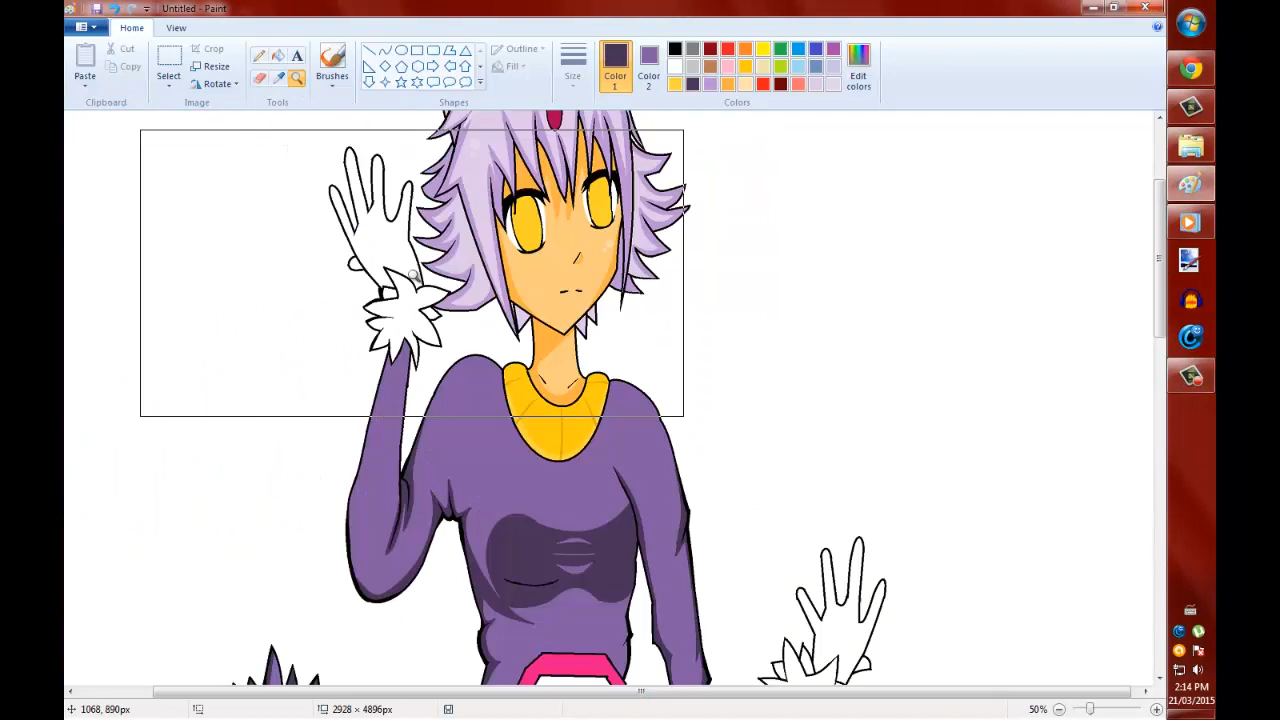 Untitled - Paint
Home
View
Paste
Cut
Copy
Clipboard
Select
Crop
Resize
Rotate
Image
Tools
Brushes
Outline
Fill
Shapes
Size
Color 1
Color 2
Edit colors
Colors
1068, 890px
2928 × 4896px
50%
2:14 PM
21/03/2015